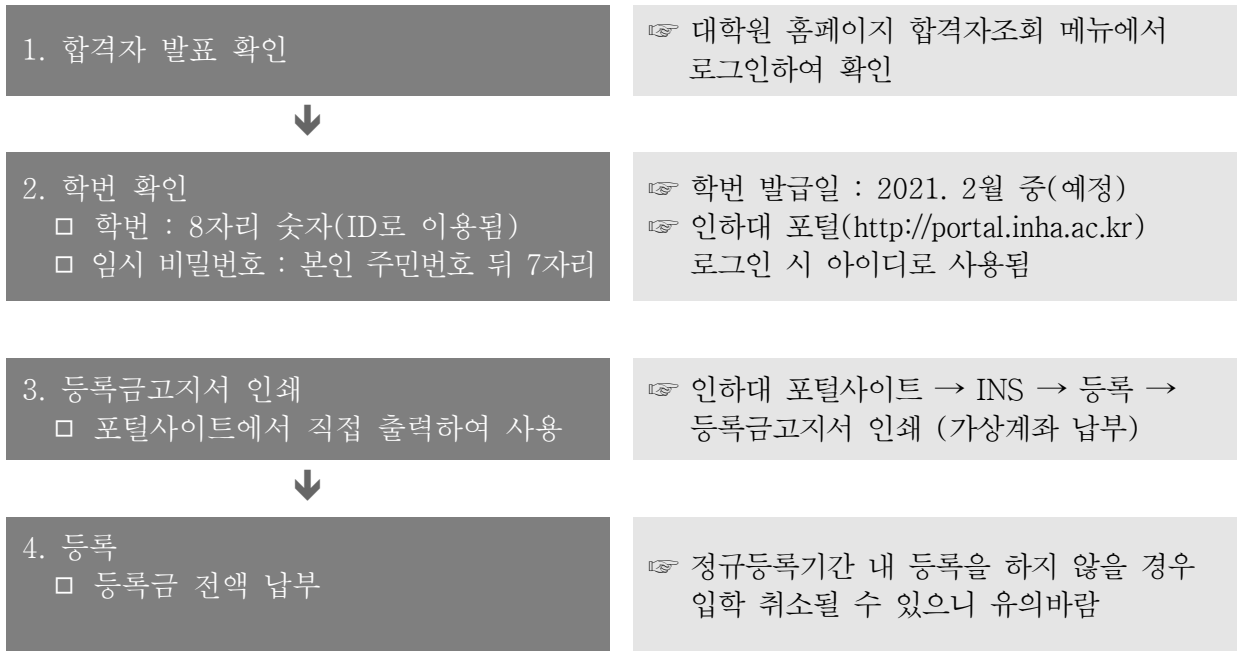 1. 합격자 발표 확인
☞ 대학원 홈페이지 합격자조회 메뉴에서
로그인하여 확인
2. 학번 확인
□ 학번 : 8자리 숫자(ID로 이용됨)
□ 임시 비밀번호 : 본인 주민번호 뒤 7자리
☞ 학번 발급일 : 2021. 2월 중(예정)
☞ 인하대 포털(http://portal.inha.ac.kr)
로그인 시 아이디로 사용됨
3. 등록금고지서 인쇄
□ 포털사이트에서 직접 출력하여 사용
☞ 인하대 포털사이트 → INS → 등록 →
등록금고지서 인쇄 (가상계좌 납부)
4. 등록
□ 등록금 전액 납부
☞ 정규등록기간 내 등록을 하지 않을 경우
입학 취소될 수 있으니 유의바람